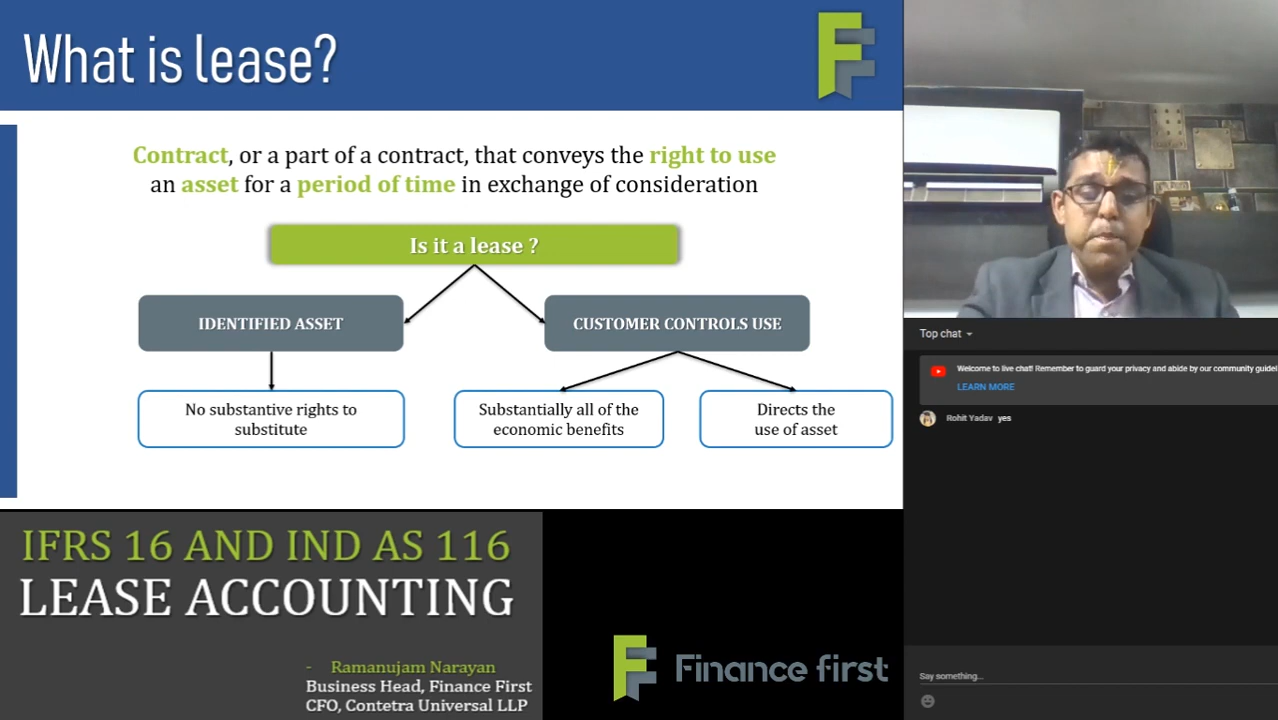 What is lease?
Contract, or a part of a contract, that conveys the right to use
an asset for a period of time in exchange of consideration
Is it a lease ?
IDENTIFIED ASSET
CUSTOMER CONTROLS USE
No substantive rights to
substitute
Substantially all of the
economic benefits
Directs the
use of asset
IFRS 16 AND IND AS 116
LEASE ACCOUNTING
- Ramanujam Narayan
Business Head, Finance First
CFO, Contetra Universal LLP
Finance first
Top chat
Welcome to live chat! Remember to guard your privacy and abide by our community guidel
LEARN MORE
Rohit Yadav yes
Say something...